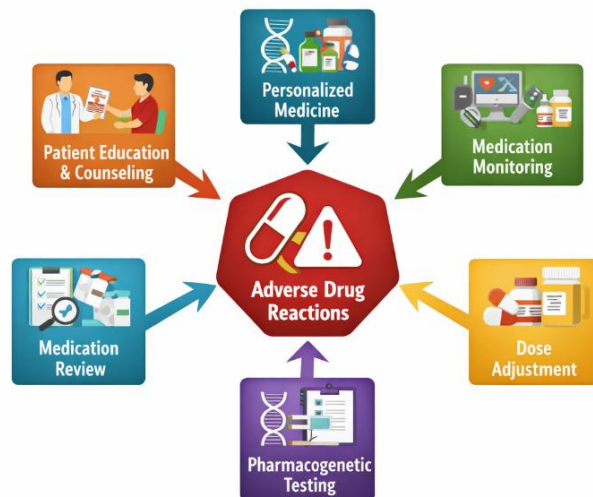 Personalized
Medicine
Patient Education
& Counseling
Medication
Monitoring
Adverse Drug
Reactions
Medication
Review
Dose
Adjustment
Pharmacogenetic
Testing